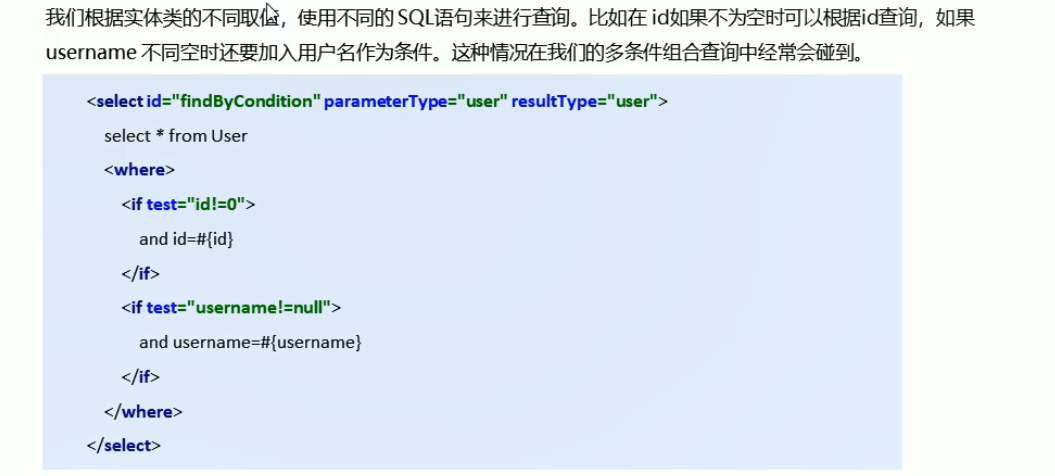 我们根据实体类的不同取值，使用不同的 SQL语句来进行查询。比如在 id如果不为空时可以根据id查询，如果
username 不同空时还要加入用户名作为条件。这种情况在我们的多条件组合查询中经常会碰到。
<select id="findByCondition" parameterType="user" resultType="user">
select * from User
<where>
<if test="id!=0">
and id=#{id}
</if>
<if test="username!=null">
and username=#{username}
</if>
</where>
</select>